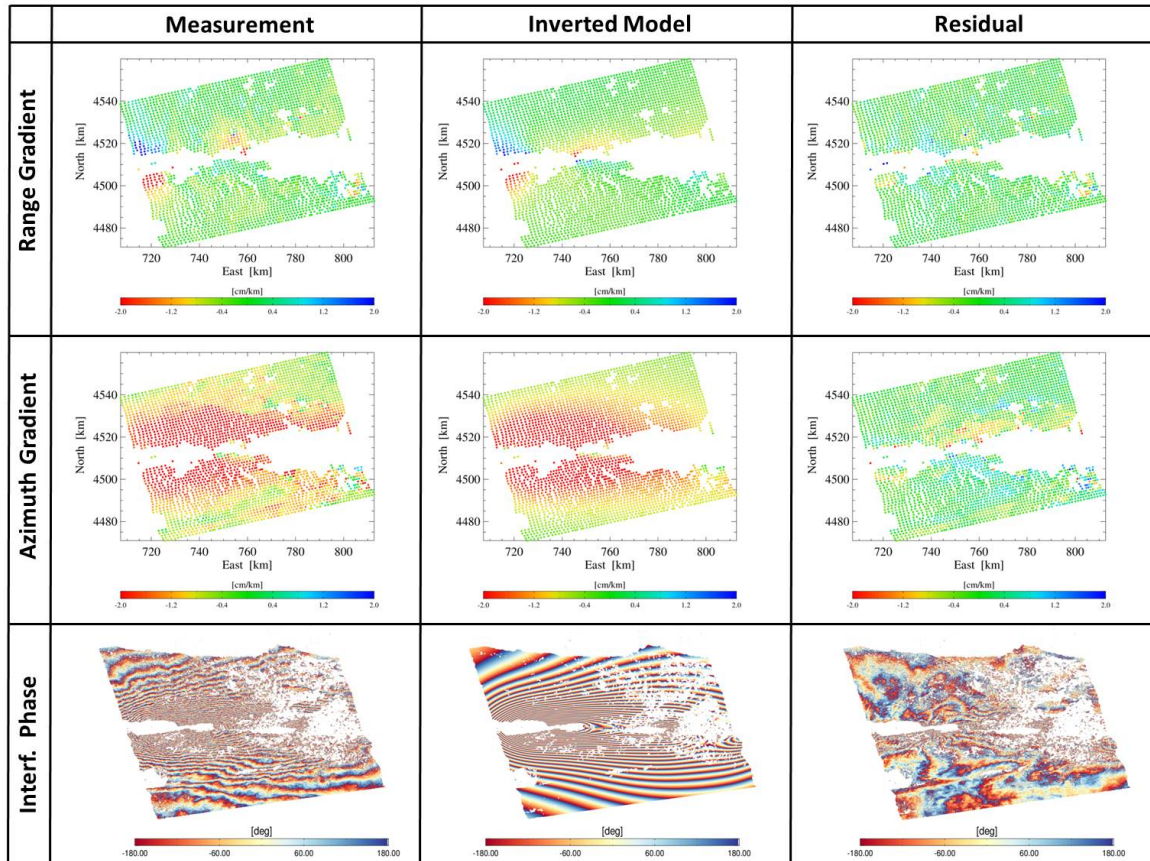 Measurement
Inverted Model
Residual
Range Gradient
4540
4520
4500
4480
North [km]
720 740 760 780 800
East [km]
[cm/km]
-2.0 -1.2 -0.4 0.4 1.2 2.0
4540
4520
4500
4480
North [km]
720 740 760 780 800
East [km]
[cm/km]
-2.0 -1.2 -0.4 0.4 1.2 2.0
4540
4520
4500
4480
North [km]
720 740 760 780 800
East [km]
[cm/km]
-2.0 -1.2 -0.4 0.4 1.2 2.0
Azimuth Gradient
4540
4520
4500
4480
North [km]
720 740 760 780 800
East [km]
[cm/km]
-2.0 -1.2 -0.4 0.4 1.2 2.0
4540
4520
4500
4480
North [km]
720 740 760 780 800
East [km]
[cm/km]
-2.0 -1.2 -0.4 0.4 1.2 2.0
4540
4520
4500
4480
North [km]
720 740 760 780 800
East [km]
[cm/km]
-2.0 -1.2 -0.4 0.4 1.2 2.0
Interf. Phase
[deg]
-180.00 -60.00 60.00 180.00
[deg]
-180.00 -60.00 60.00 180.00
[deg]
-180.00 -60.00 60.00 180.00